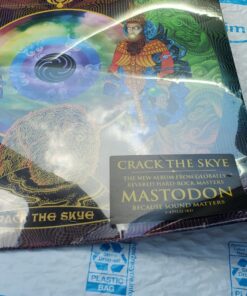 CRACK THE SKYE
THE NEW ALBUM FROM GLOBALLY
REVERED HARD-ROCK MASTERS
MASTODON
BECAUSE SOUND MATTERS
THE SKYE
PLASTIC
BAG